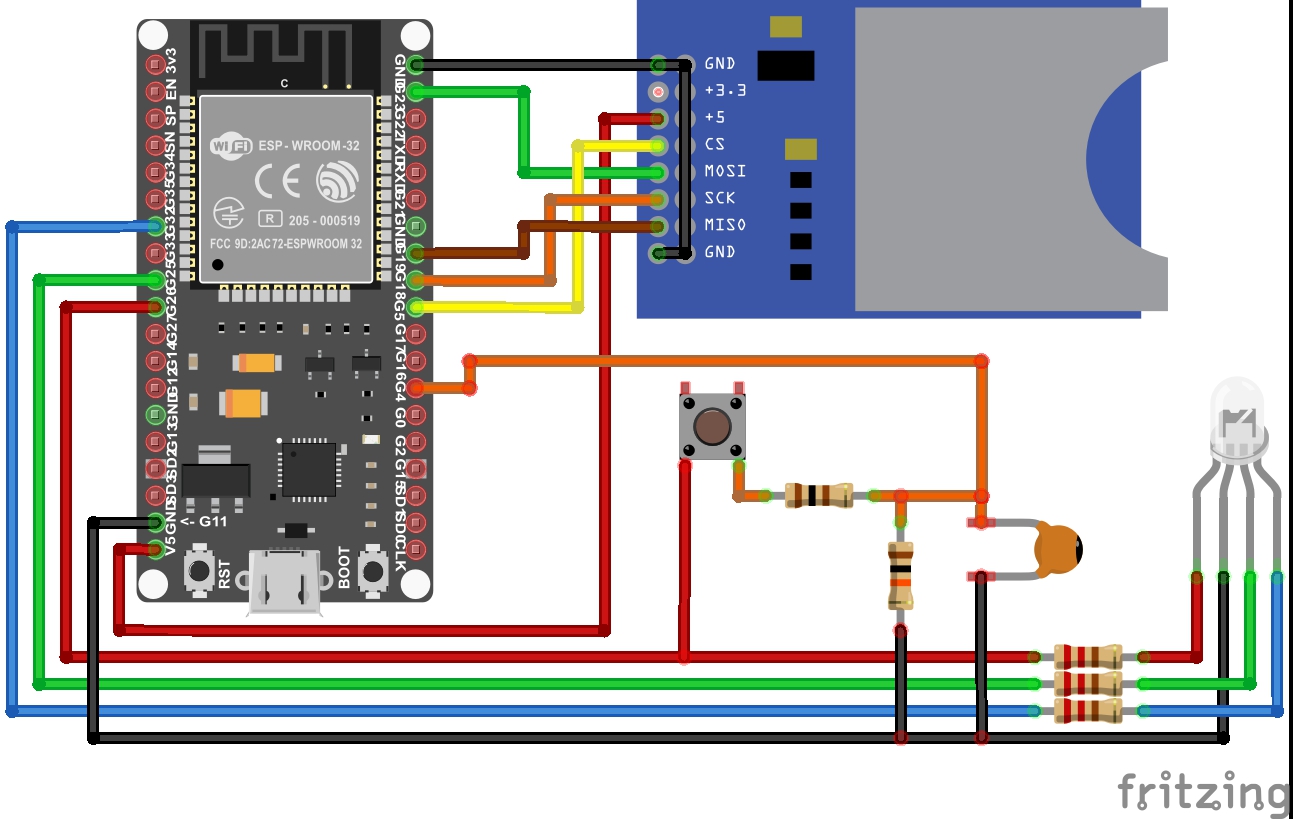 3v3
EN
SP
SN
G34
G35
G32
G33
G25
G26
G27
G14
G12
GND
G13
SD2
SD3
GND
V5
C
WiFi ESP - WROOM -32
CE
R 205 - 000519
FCC 9D:2AC72-ESPWROOM 32
<- G11
RST
BOOT
GND
G23
G22
TXD
RXD
G21
GND
G19
G18
G5
G17
G16
G4
G0
G2
G15
SD1
SD0
CLK
GND
+3.3
+5
CS
MOSI
SCK
MISO
GND
fritzing